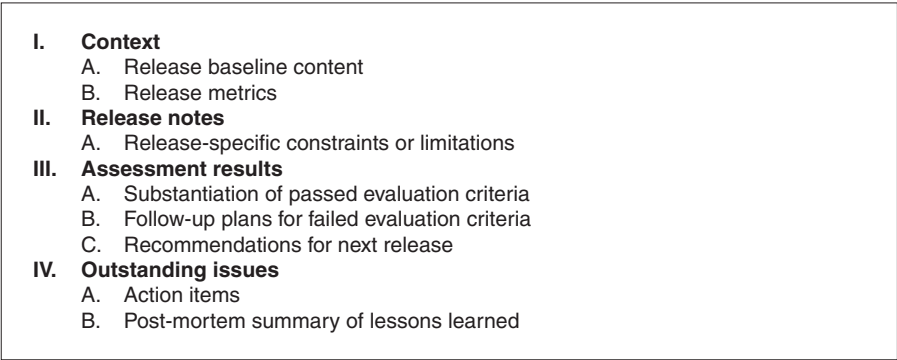 I. Context
A. Release baseline content
B. Release metrics
II. Release notes
A. Release-specific constraints or limitations
III. Assessment results
A. Substantiation of passed evaluation criteria
B. Follow-up plans for failed evaluation criteria
C. Recommendations for next release
IV. Outstanding issues
A. Action items
B. Post-mortem summary of lessons learned